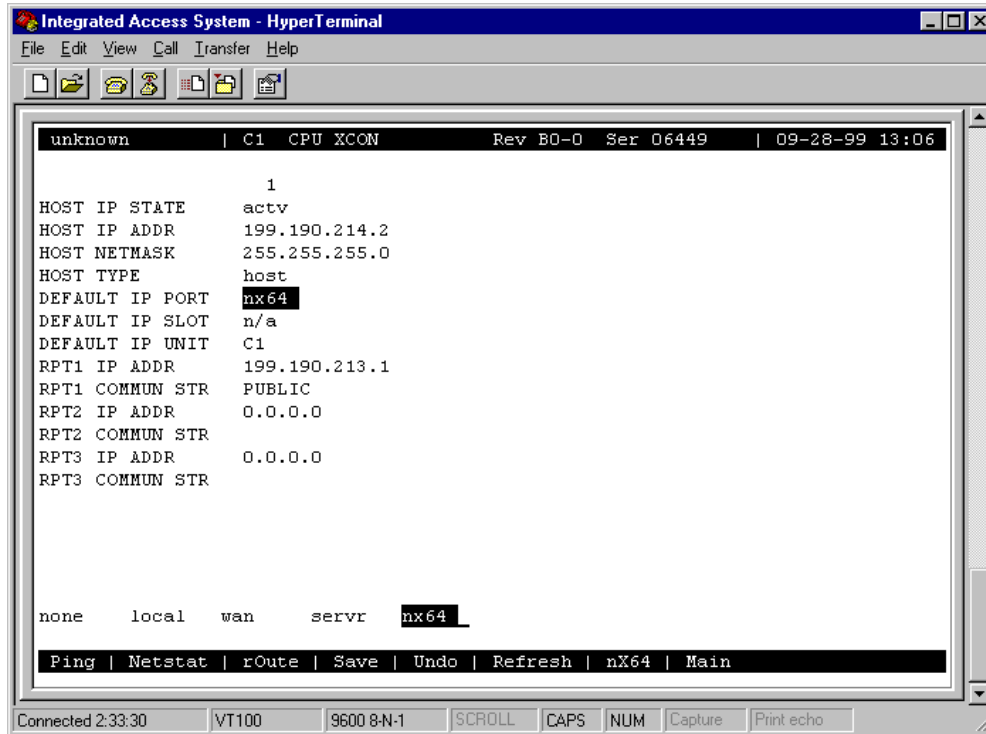 Integrated Access System - HyperTerminal
File Edit View Call Transfer Help
unknown | C1 CPU XCON Rev B0-0 Ser 06449 | 09-28-99 13:06
1
HOST IP STATE actv
HOST IP ADDR 199.190.214.2
HOST NETMASK 255.255.255.0
HOST TYPE host
DEFAULT IP PORT nx64
DEFAULT IP SLOT n/a
DEFAULT IP UNIT C1
RPT1 IP ADDR 199.190.213.1
RPT1 COMMUN STR PUBLIC
RPT2 IP ADDR 0.0.0.0
RPT2 COMMUN STR
RPT3 IP ADDR 0.0.0.0
RPT3 COMMUN STR
none local wan servr nx64
Ping | Netstat | rOute | Save | Undo | Refresh | nX64 | Main
Connected 2:33:30 VT100 9600 8-N-1 SCROLL CAPS NUM Capture Print echo